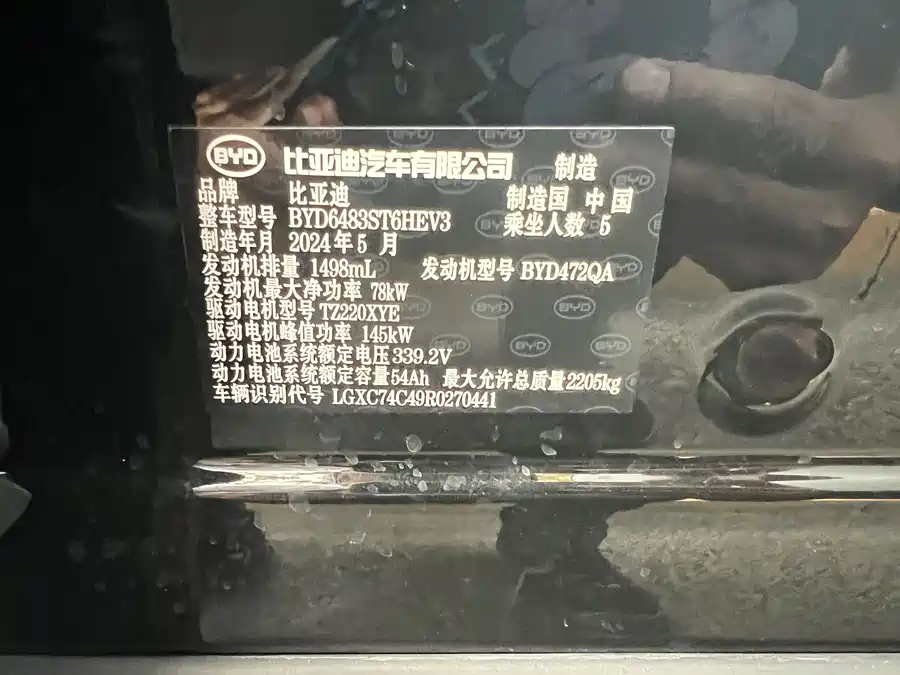 BYD 比亚迪汽车有限公司 制造
品牌 比亚迪 制造国 中国
整车型号 BYD6483ST6HEV3 乘坐人数 5
制造年月 2024年5月
发动机排量 1498mL 发动机型号 BYD472QA
发动机最大净功率 78kW
驱动电机型号 TZ220XYE
驱动电机峰值功率 145kW
动力电池系统额定电压 339.2V
动力电池系统额定容量 54Ah 最大允许总质量 2205kg
车辆识别代号 LGXC74C49R0270441